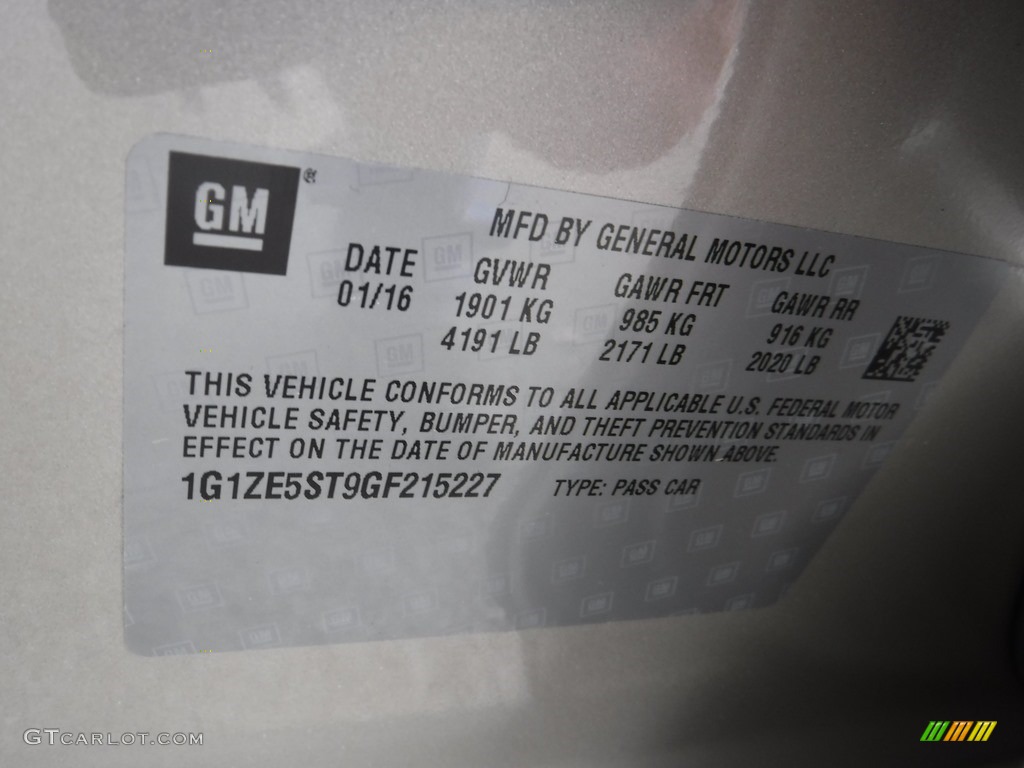 GM®
MFD BY GENERAL MOTORS LLC
DATE GVWR GAWR FRT GAWR RR
01/16 1901 KG 985 KG 916 KG
4191 LB 2171 LB 2020 LB
THIS VEHICLE CONFORMS TO ALL APPLICABLE U.S. FEDERAL MOTOR
VEHICLE SAFETY, BUMPER, AND THEFT PREVENTION STANDARDS IN
EFFECT ON THE DATE OF MANUFACTURE SHOWN ABOVE.
1G1ZE5ST9GF215227 TYPE: PASS CAR
GTCARLOT.COM